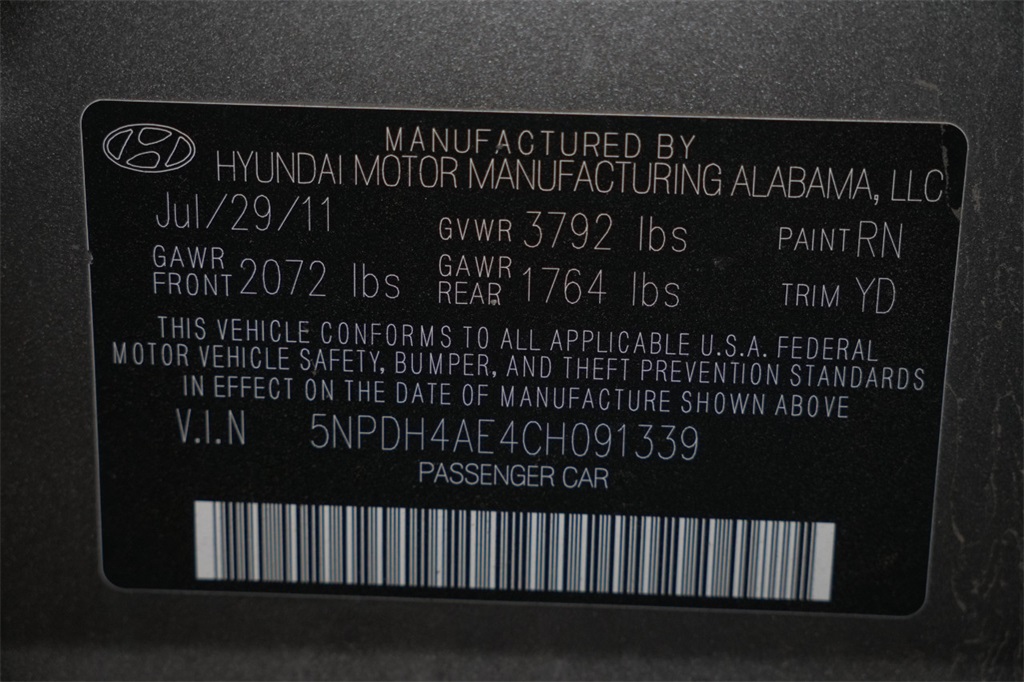 MANUFACTURED BY
HYUNDAI MOTOR MANUFACTURING ALABAMA, LLC
Jul/29/11 GVWR 3792 lbs PAINT RN
GAWR FRONT 2072 lbs GAWR REAR 1764 lbs TRIM YD
THIS VEHICLE CONFORMS TO ALL APPLICABLE U.S.A. FEDERAL
MOTOR VEHICLE SAFETY, BUMPER, AND THEFT PREVENTION STANDARDS
IN EFFECT ON THE DATE OF MANUFACTURE SHOWN ABOVE
V.I.N 5NPDH4AE4CH091339
PASSENGER CAR